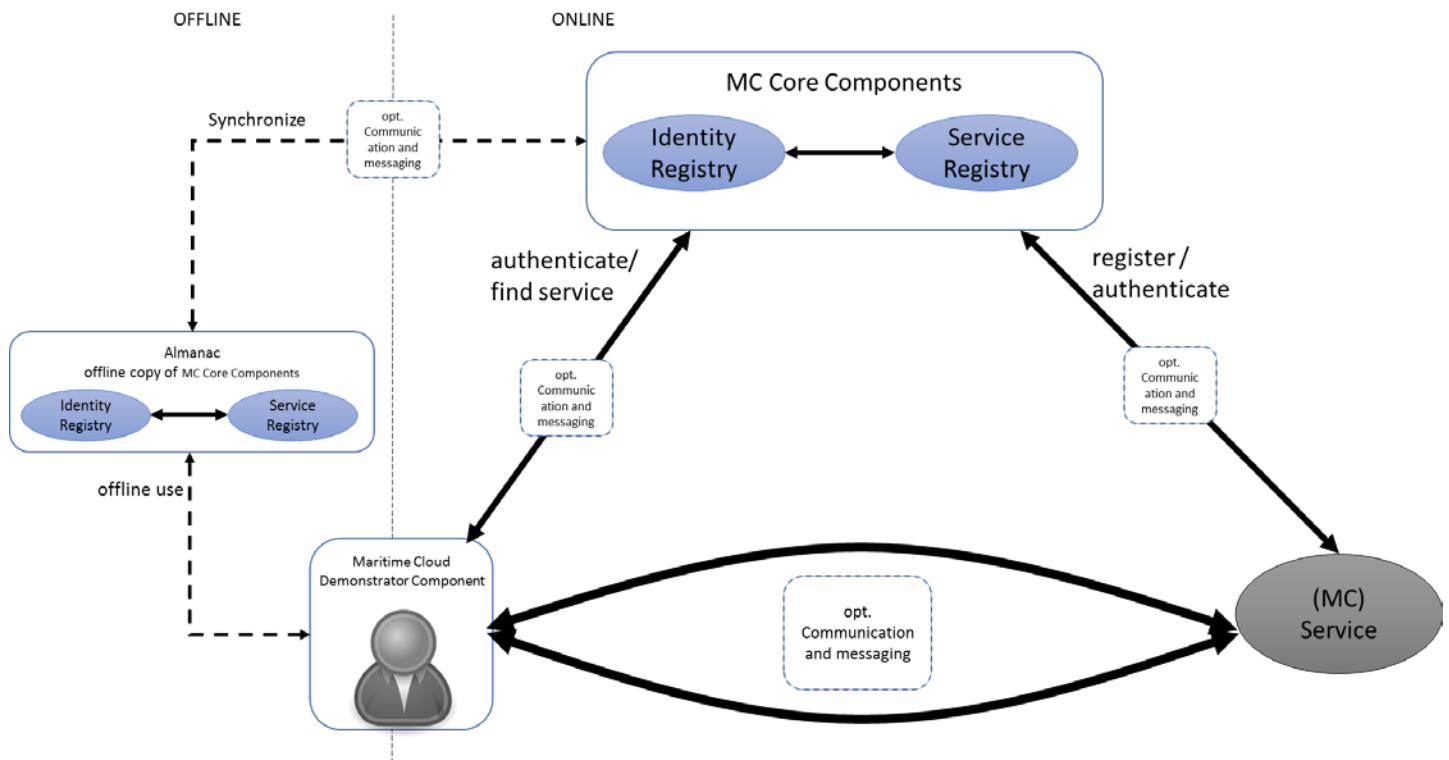 OFFLINE
ONLINE
MC Core Components
Identity
Registry
Service
Registry
Synchronize
opt.
Communic
ation and
messaging
authenticate/
find service
register /
authenticate
Almanac
offline copy of MC Core Components
Identity
Registry
Service
Registry
opt.
Communic
ation and
messaging
opt.
Communic
ation and
messaging
offline use
Maritime Cloud
Demonstrator Component
opt.
Communication
and messaging
(MC)
Service